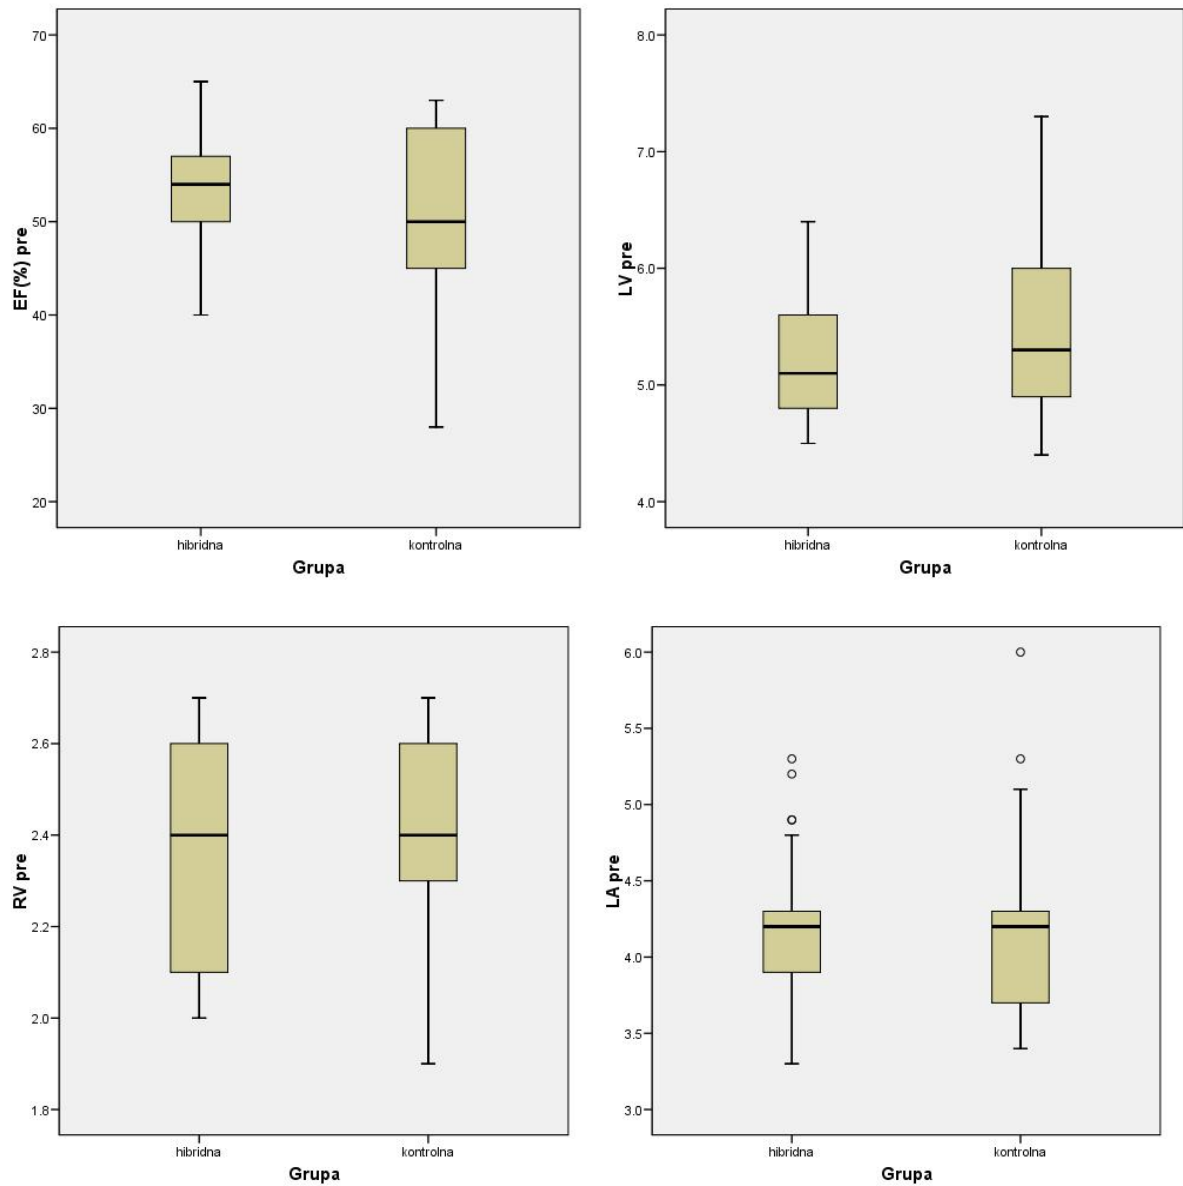 EF(%) pre
70
60
50
40
30
20
hibridna
kontrolna
Grupa
LV pre
8.0
7.0
6.0
5.0
4.0
hibridna
kontrolna
Grupa
RV pre
2.8
2.6
2.4
2.2
2.0
1.8
hibridna
kontrolna
Grupa
LA pre
6.0
5.5
5.0
4.5
4.0
3.5
3.0
hibridna
kontrolna
Grupa